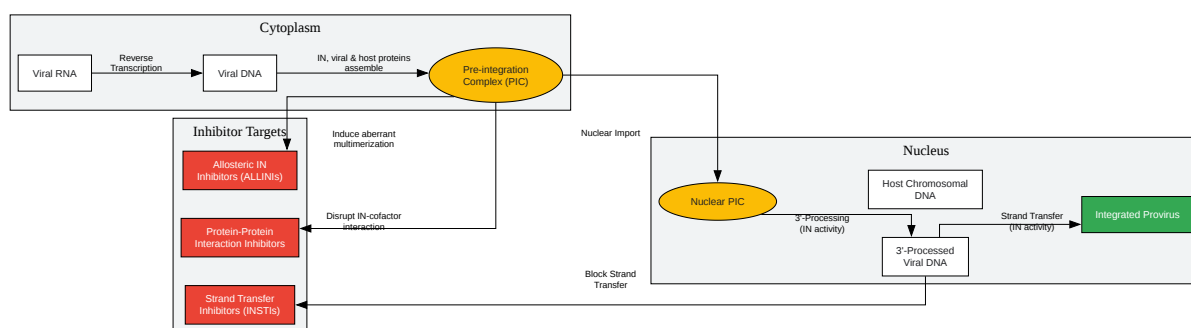 Cytoplasm
Viral RNA
Reverse
Transcription
Viral DNA
IN, viral & host proteins
assemble
Pre-integration
Complex (PIC)
Inhibitor Targets
Induce aberrant
multimerization
Allosteric IN
Inhibitors (ALLINIs)
Disrupt IN-cofactor
interaction
Protein-Protein
Interaction Inhibitors
Block Strand
Transfer
Strand Transfer
Inhibitors (INSTIs)
Nuclear Import
Nucleus
Host Chromosomal
DNA
Nuclear PIC
3'-Processing
(IN activity)
3'-Processed
Viral DNA
Strand Transfer
(IN activity)
Integrated Provirus